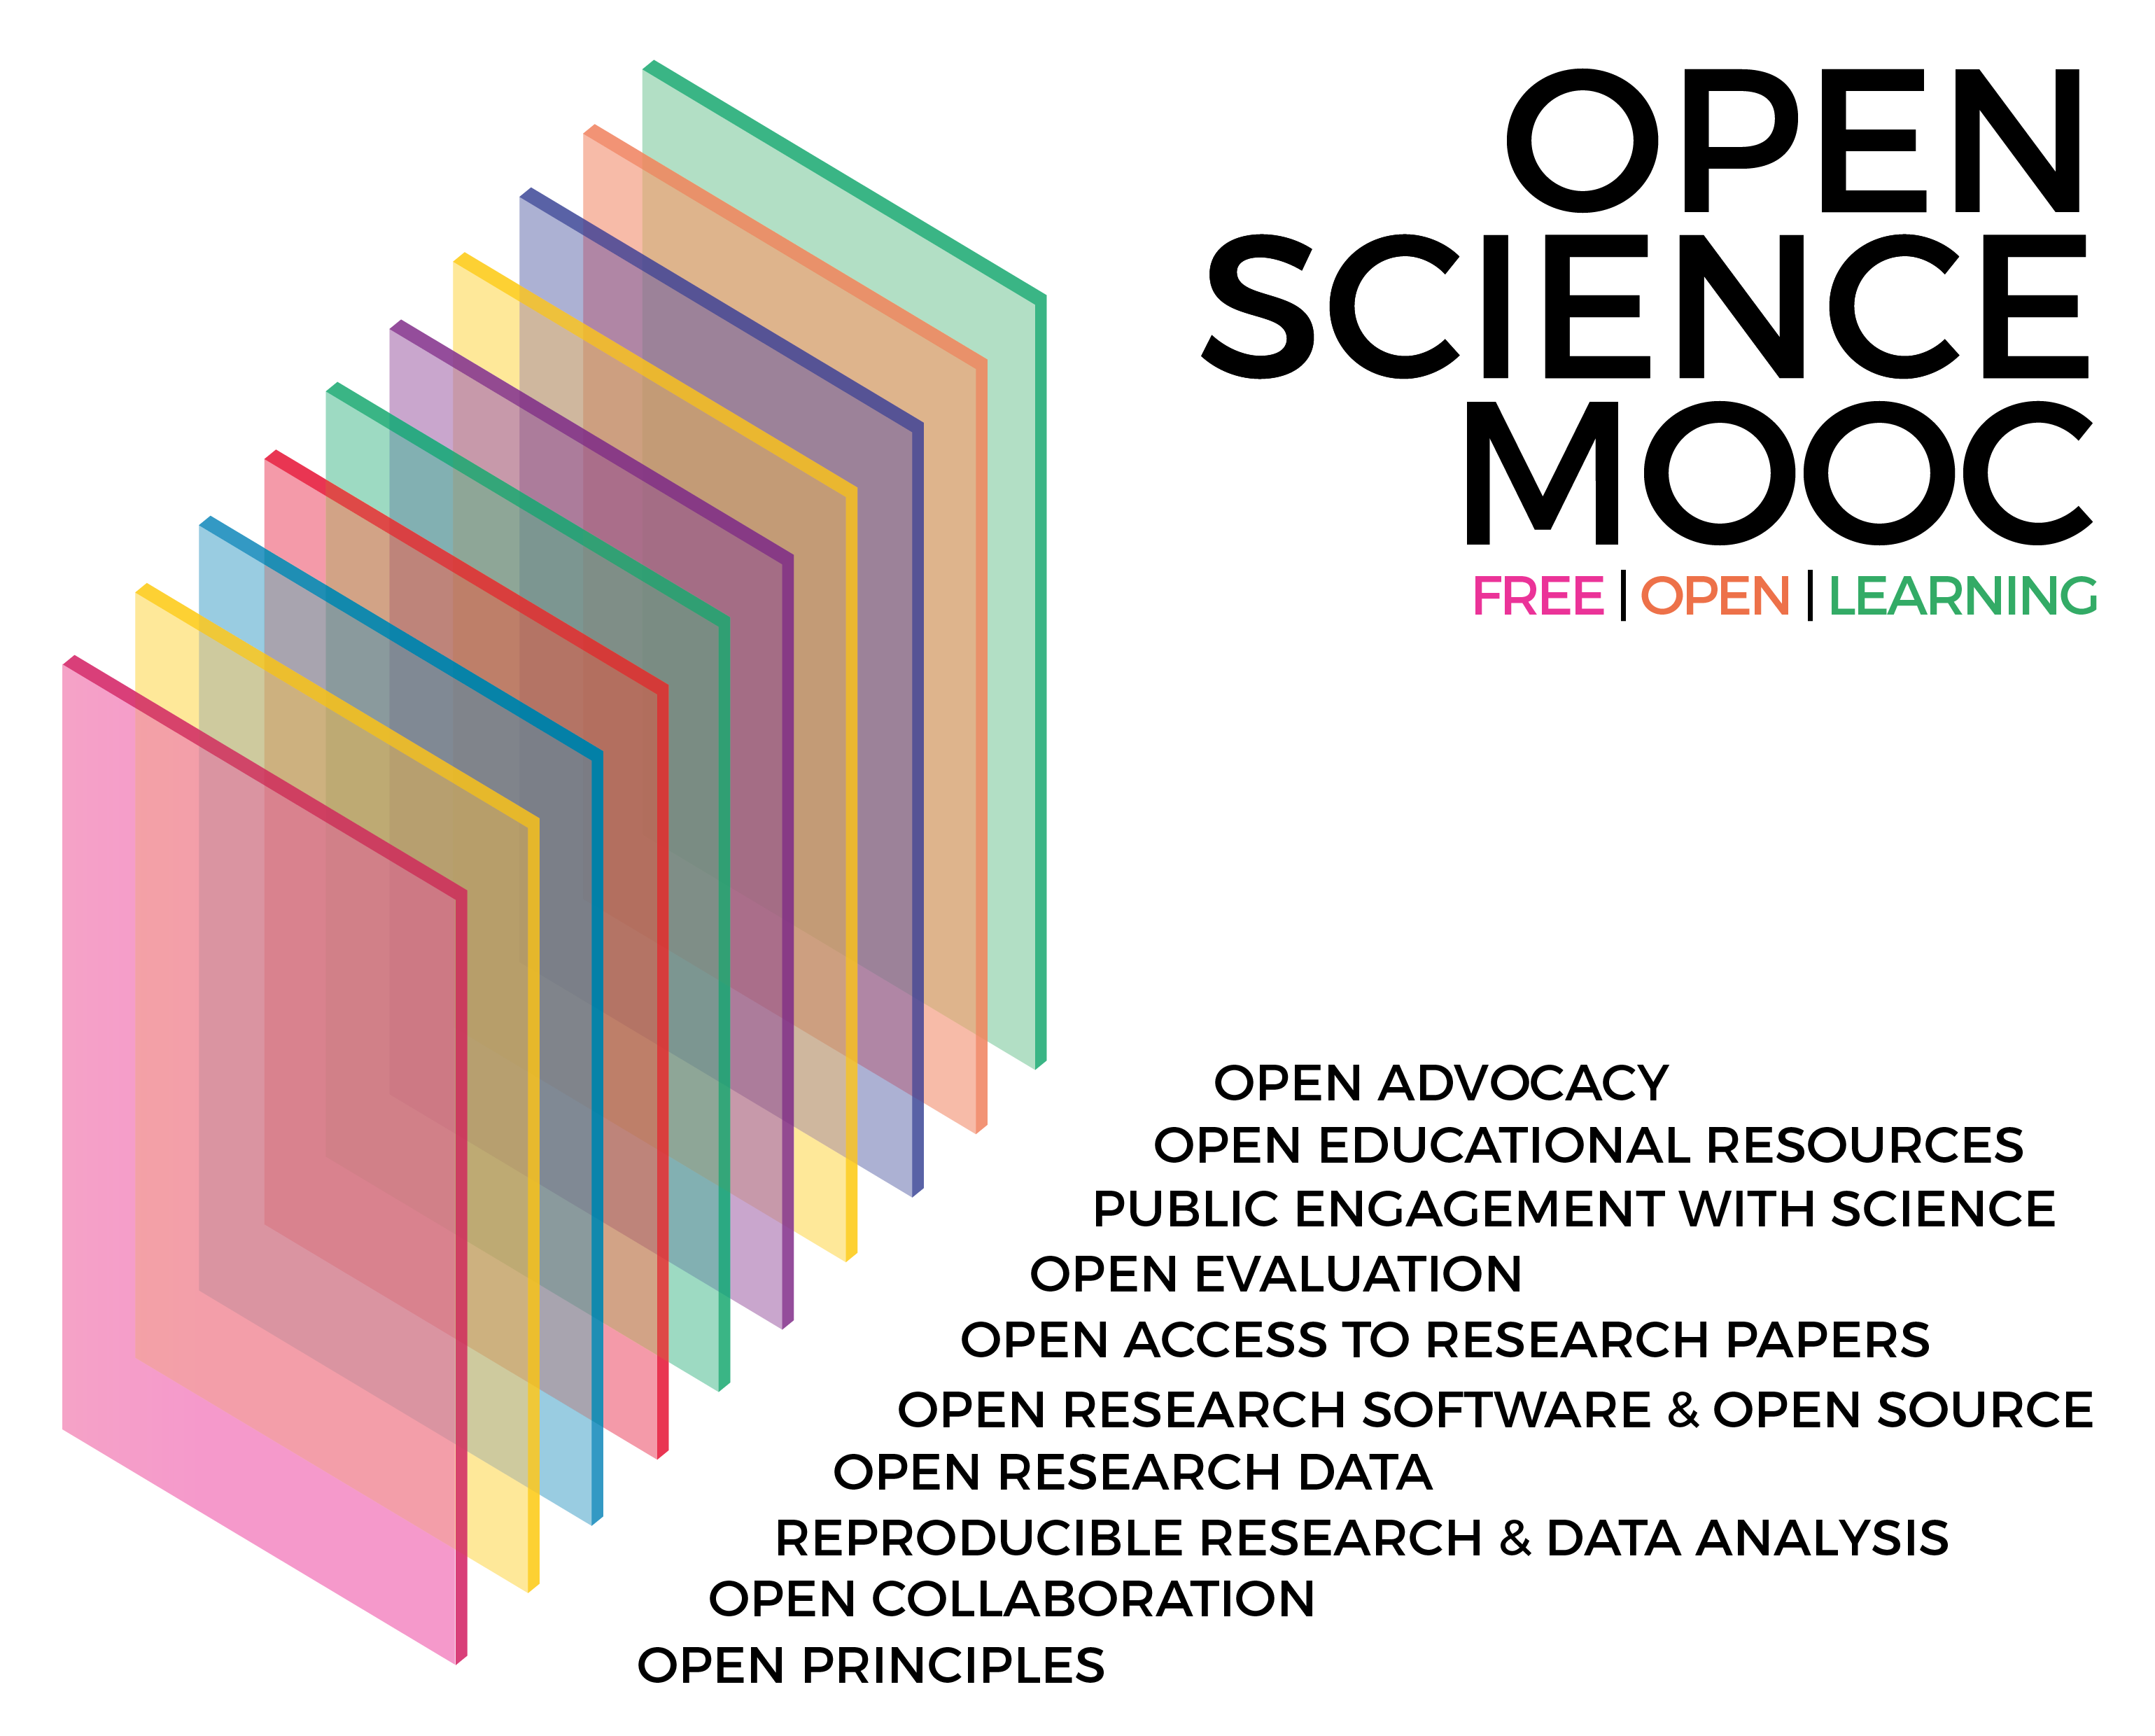 OPEN
SCIENCE
MOOC
FREE | OPEN | LEARNING
OPEN ADVOCACY
OPEN EDUCATIONAL RESOURCES
PUBLIC ENGAGEMENT WITH SCIENCE
OPEN EVALUATION
OPEN ACCESS TO RESEARCH PAPERS
OPEN RESEARCH SOFTWARE & OPEN SOURCE
OPEN RESEARCH DATA
REPRODUCIBLE RESEARCH & DATA ANALYSIS
OPEN COLLABORATION
OPEN PRINCIPLES